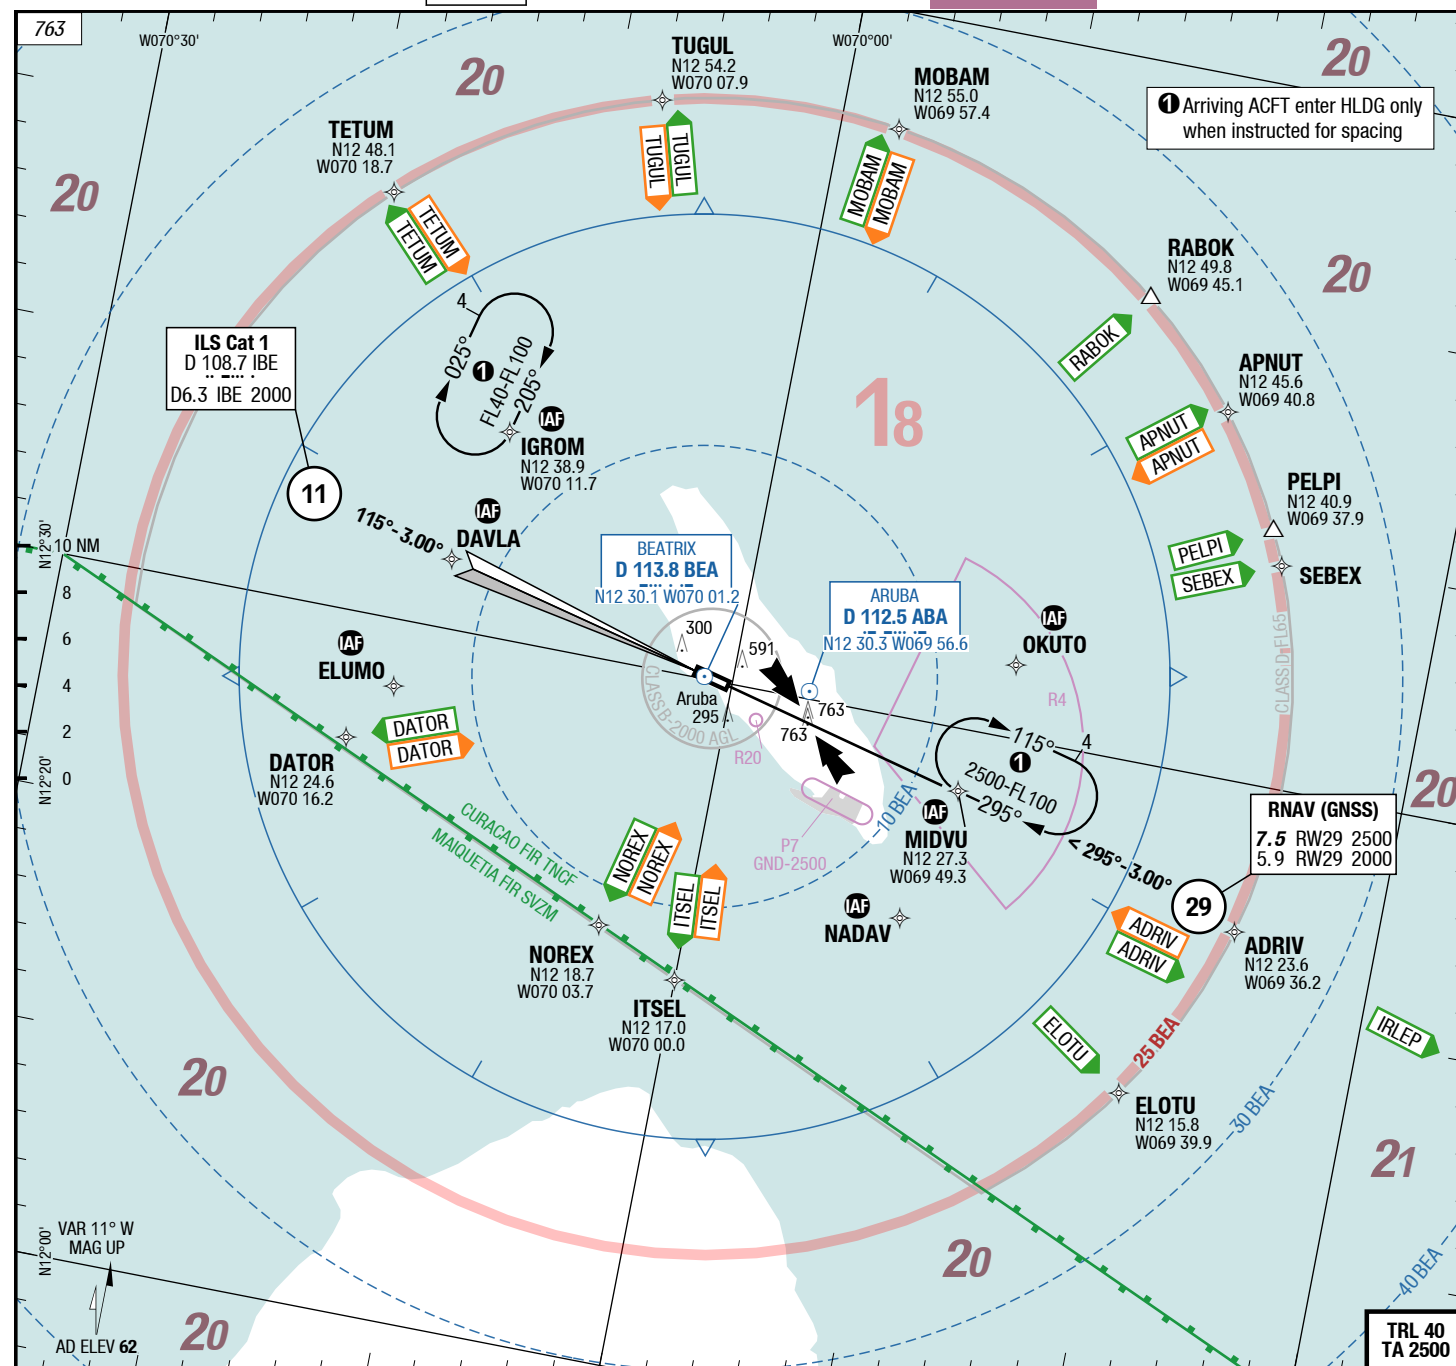 763
W070°30'
W070°00'
TUGUL
N12 54.2
W070 07.9
MOBAM
N12 55.0
W069 57.4
20
20
❶ Arriving ACFT enter HLDG only
when instructed for spacing
TETUM
N12 48.1
W070 18.7
20
TUGUL
TUGUL
MOBAM
MOBAM
TETUM
TETUM
RABOK
N12 49.8
W069 45.1
20
RABOK
4
025°
1
FL40-FL100
205°
ILS Cat 1
D 108.7 IBE
D6.3 IBE 2000
APNUT
N12 45.6
W069 40.8
18
APNUT
APNUT
IAF
IGROM
N12 38.9
W070 11.7
11
115°-3.00°
IAF
DAVLA
PELPI
N12 40.9
W069 37.9
PELPI
SEBEX
SEBEX
N12°30'
10 NM
8
6
4
2
0
N12°20'
BEATRIX
D 113.8 BEA
N12 30.1 W070 01.2
ARUBA
D 112.5 ABA
N12 30.3 W069 56.6
300
591
IAF
OKUTO
IAF
ELUMO
CLASS D FL65
R4
Aruba
295
763
763
CLASS B-2000 AGL
R20
DATOR
DATOR
DATOR
N12 24.6
W070 16.2
115°
4
1
2500-FL100
295°
10 BEA
IAF
MIDVU
N12 27.3
W069 49.3
20
RNAV (GNSS)
7.5 RW29 2500
5.9 RW29 2000
CURACAO FIR TNCF
MAIQUETIA FIR SVZM
P7
GND-2500
< 295°-3.00°
29
NOREX
NOREX
ITSEL
ITSEL
IAF
NADAV
ADRIV
ADRIV
ADRIV
N12 23.6
W069 36.2
NOREX
N12 18.7
W070 03.7
ITSEL
N12 17.0
W070 00.0
ELOTU
25 BEA
IRLEP
20
ELOTU
N12 15.8
W069 39.9
30 BEA
21
N12°00'
VAR 11° W
MAG UP
AD ELEV 62
20
20
40 BEA
TRL 40
TA 2500